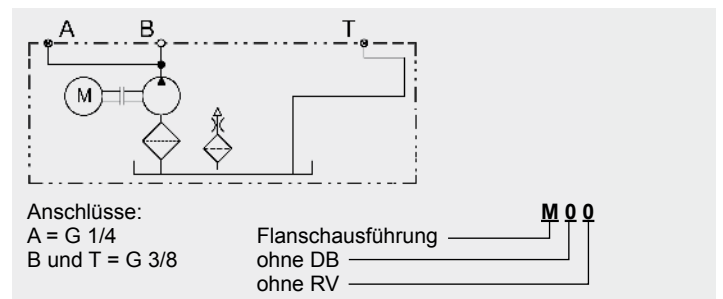 A B T
M
Anschlüsse:
A = G 1/4
B und T = G 3/8
M 0 0
Flanschausführung
ohne DB
ohne RV